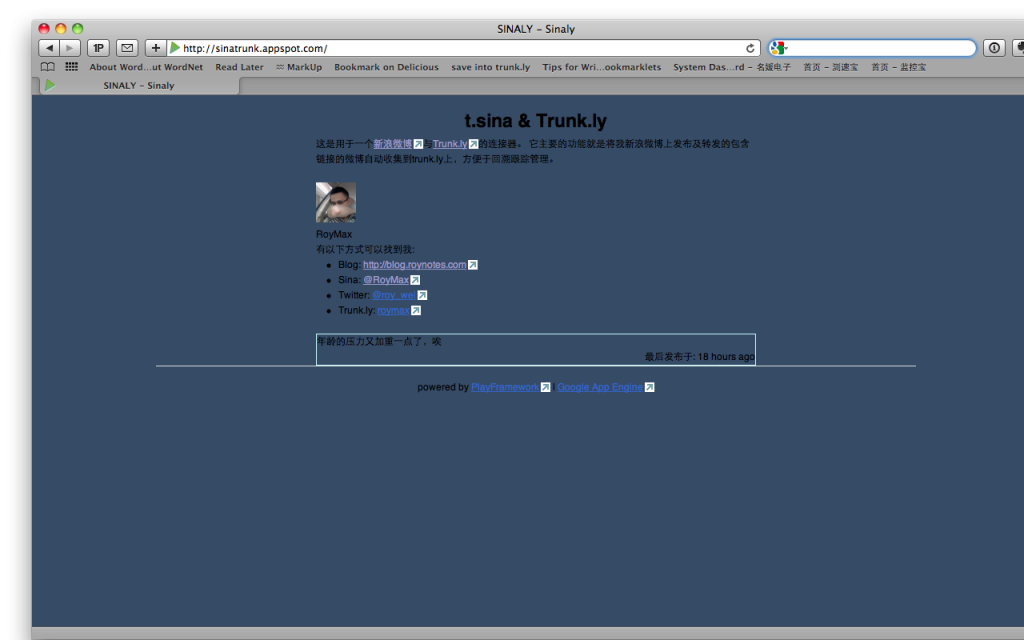 SINALY – Sinaly
1P
http://sinatrunk.appspot.com/
About Word...ut WordNet Read Later ≈ MarkUp Bookmark on Delicious save into trunk.ly Tips for Wri...ookmarklets System Das...rd – 名媛电子 首页 – 测速宝 首页 – 监控宝
SINALY – Sinaly
t.sina & Trunk.ly
这是用于一个新浪微博与Trunk.ly的连接器。 它主要的功能就是将我新浪微博上发布及转发的包含
链接的微博自动收集到trunk.ly上，方便于回溯跟踪管理。
RoyMax
有以下方式可以找到我:
• Blog: http://blog.roynotes.com
• Sina: @RoyMax
• Twitter: @roy_wei
• Trunk.ly: roymax
年龄的压力又加重一点了，唉
最后发布于: 18 hours ago
powered by PlayFramework | Google App Engine